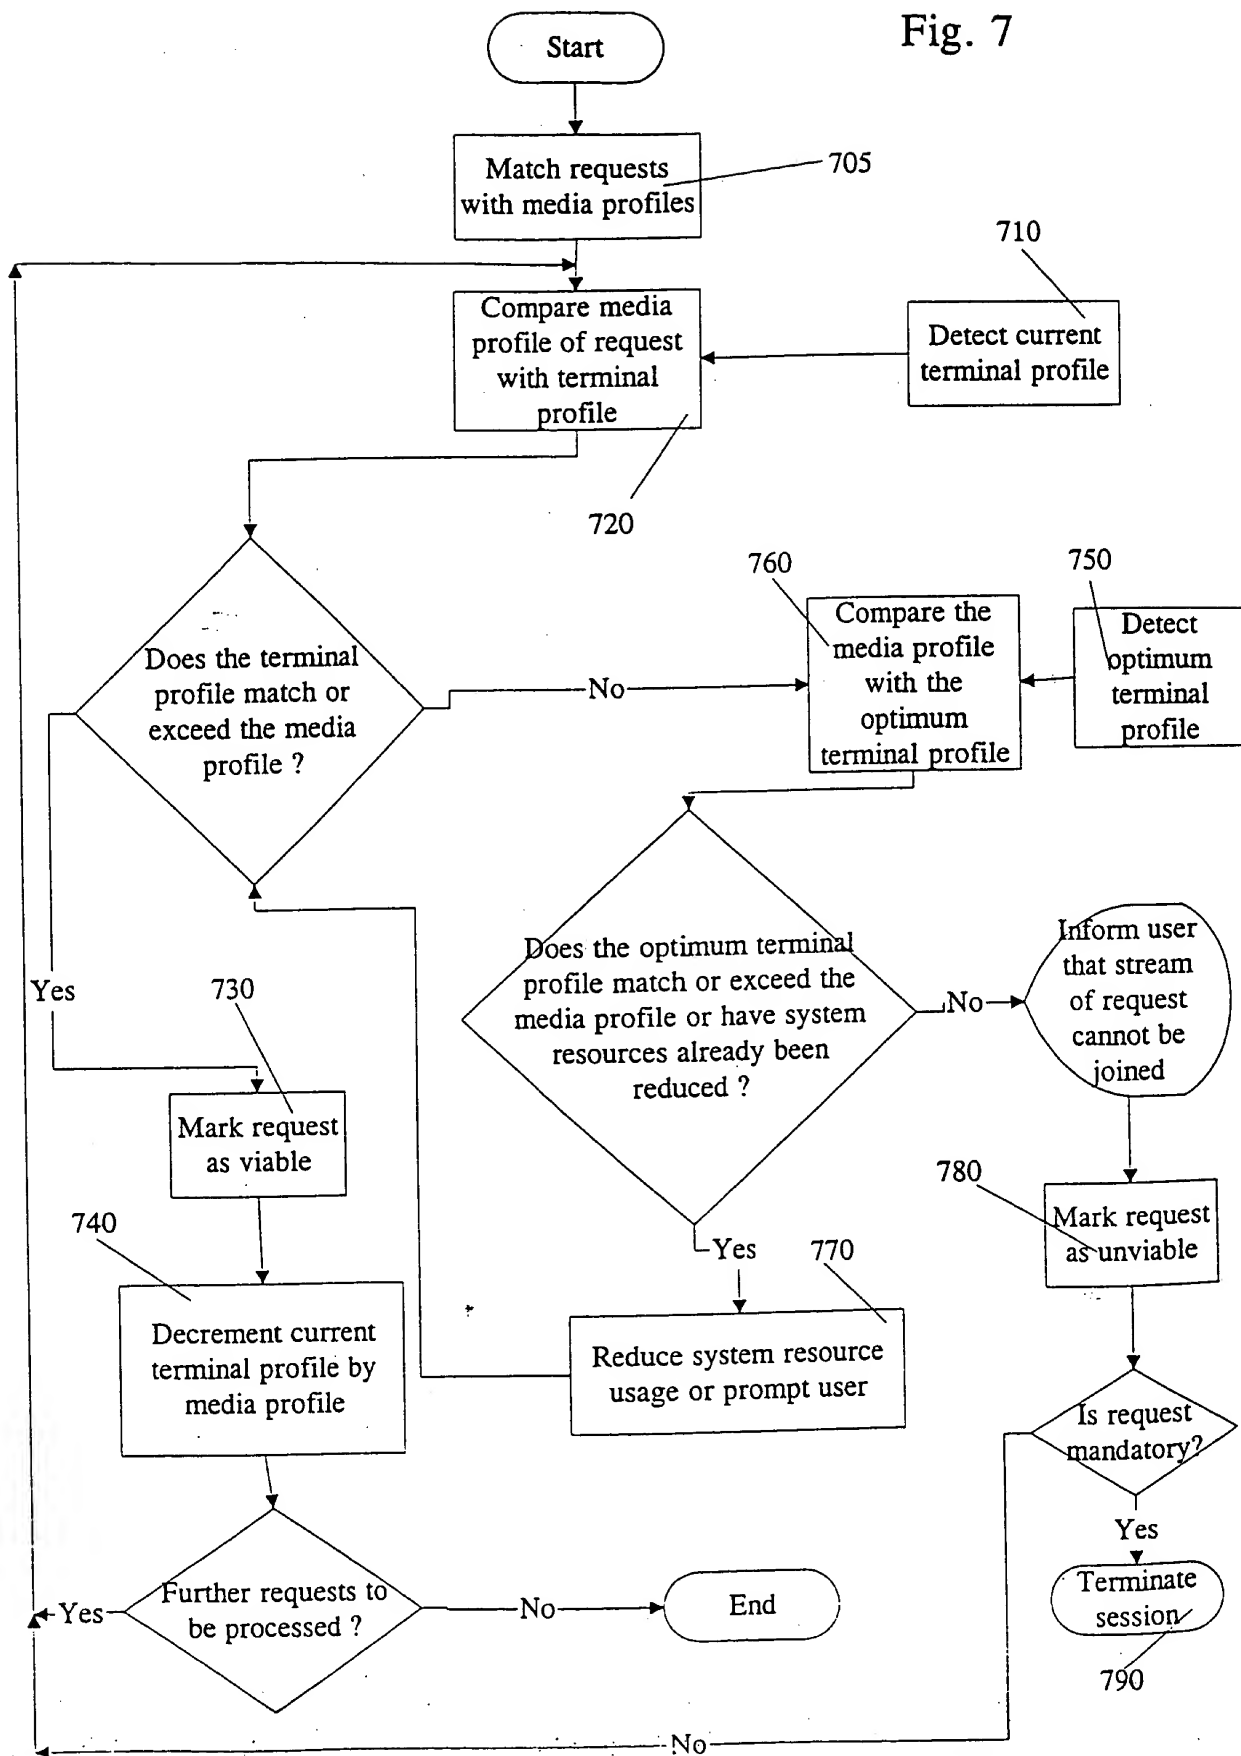 Fig. 7
Start
Match requests
with media profiles
705
710
Compare media
profile of request
with terminal
profile
Detect current
terminal profile
720
760
750
Compare the
media profile
with the
optimum
terminal profile
Detect
optimum
terminal
profile
Does the terminal
profile match or
exceed the media
profile ?
No
Does the optimum terminal
profile match or exceed the
media profile or have system
resources already been
reduced ?
No
Inform user
that stream
of request
cannot be
joined
Yes
730
Mark request
as viable
780
Mark request
as unviable
740
Yes
770
Decrement current
terminal profile by
media profile
Reduce system resource
usage or prompt user
Is request
mandatory?
Yes
Further requests to
be processed ?
Yes
No
End
Terminate
session
790
No